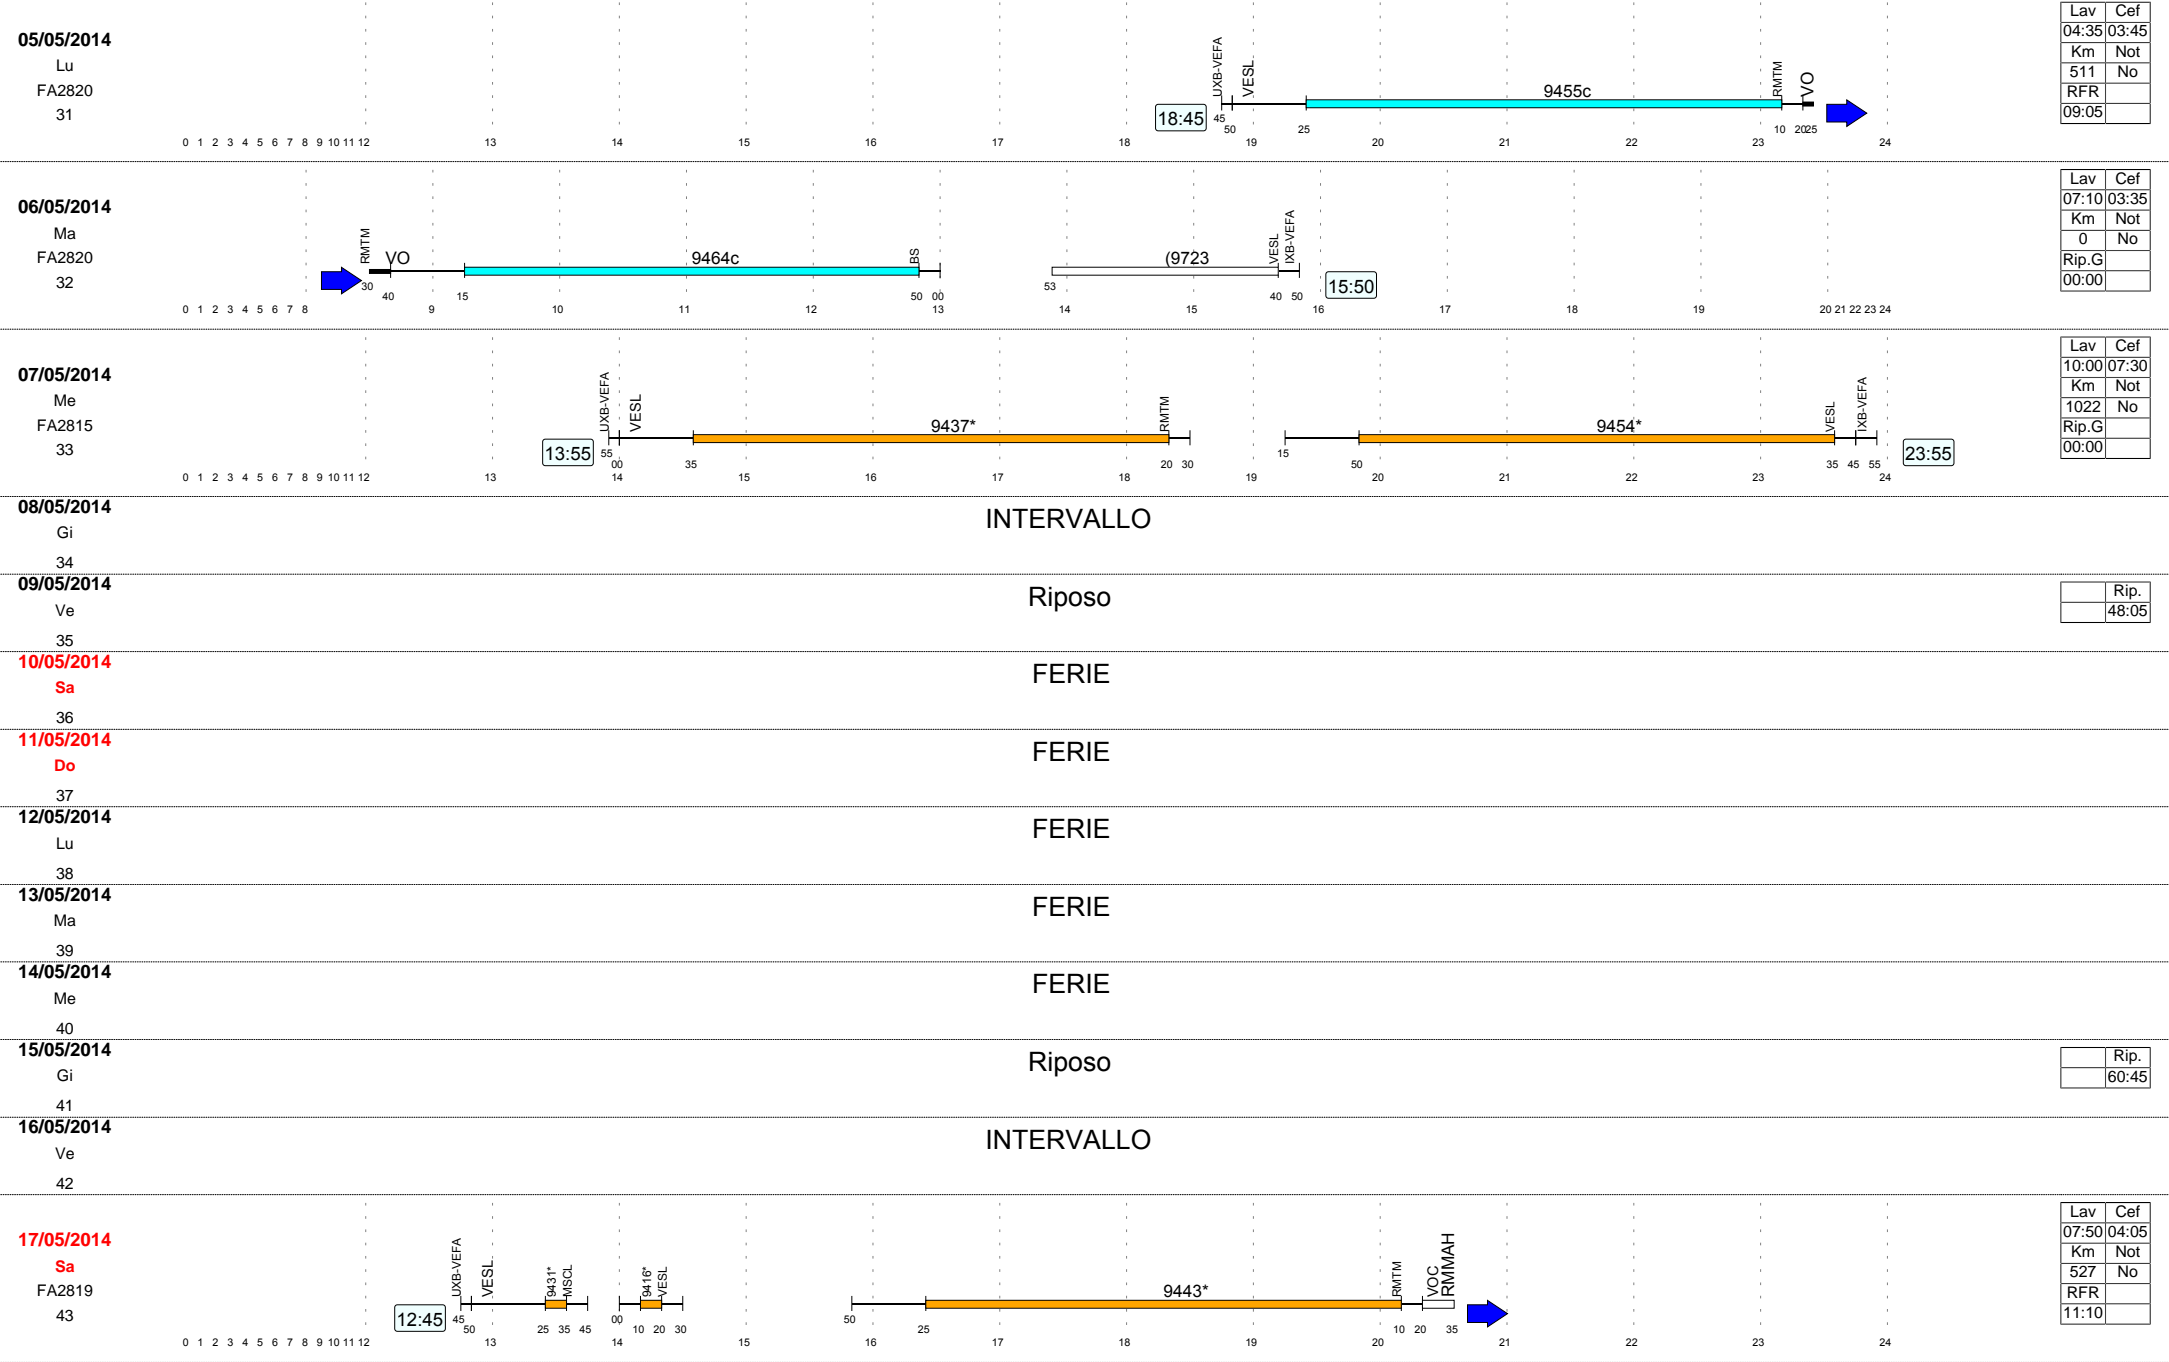 Lav Cef
05/05/2014
04:35 03:45
Lu
UXB-VEFA VESL 9455c RMTM VO
Km Not
511 No
FA2820
RFR
31
18:45
45 50 25 10 20 25
09:05
0 1 2 3 4 5 6 7 8 9 10 11 12 13 14 15 16 17 18 19 20 21 22 23 24
Lav Cef
06/05/2014
07:10 03:35
Ma
Km Not
RMTM VO 9464c BS (9723 VESL IXB-VEFA
0 No
FA2820
Rip.G
32
30 40 15 50 00 53 40 50
15:50
00:00
0 1 2 3 4 5 6 7 8 9 10 11 12 13 14 15 16 17 18 19 20 21 22 23 24
Lav Cef
07/05/2014
10:00 07:30
Me
Km Not
UXB-VEFA VESL 9437* RMTM 9454* VESL IXB-VEFA
1022 No
FA2815
Rip.G
33
13:55
55 00 35 20 30 15 50 35 45 55
23:55
00:00
0 1 2 3 4 5 6 7 8 9 10 11 12 13 14 15 16 17 18 19 20 21 22 23 24
08/05/2014
INTERVALLO
Gi
34
09/05/2014
Riposo
Rip.
Ve
48:05
35
10/05/2014
FERIE
Sa
36
11/05/2014
FERIE
Do
37
12/05/2014
FERIE
Lu
38
13/05/2014
FERIE
Ma
39
14/05/2014
FERIE
Me
40
15/05/2014
Riposo
Rip.
Gi
60:45
41
16/05/2014
INTERVALLO
Ve
42
Lav Cef
17/05/2014
07:50 04:05
Sa
Km Not
UXB-VEFA VESL 9431* MSCL 9416* VESL 9443* RMTM VOC RMMMAH
527 No
FA2819
RFR
43
12:45
45 50 25 35 45 00 10 20 30 50 25 10 20 35
11:10
0 1 2 3 4 5 6 7 8 9 10 11 12 13 14 15 16 17 18 19 20 21 22 23 24